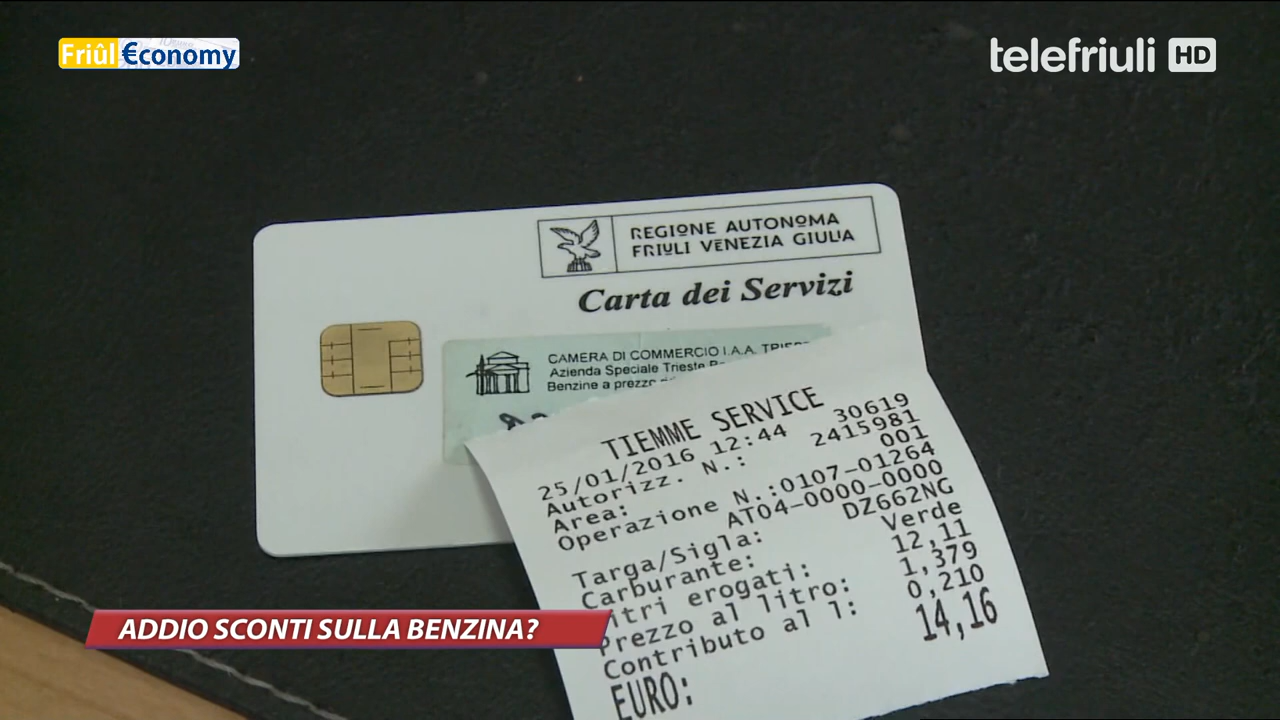 Friûl €conomy
telefriuli HD
REGIONE AUTONOMA
FRIULI VENEZIA GIULIA
Carta dei Servizi
CAMERA DI COMMERCIO I.A.A.
Azienda Speciale Trieste
Benzine a prezzo
TIEMME SERVICE
25/01/2016 12:44 30619
Autorizz. N.: 2415981
Area: 001
Operazione N.:0107-01264
AT04-0000-0000
Targa/Sigla: DZ662NG
Carburante: Verde
itri erogati: 12,11
Prezzo al litro: 1,379
Contributo al l: 0,210
EURO: 14,16
ADDIO SCONTI SULLA BENZINA?